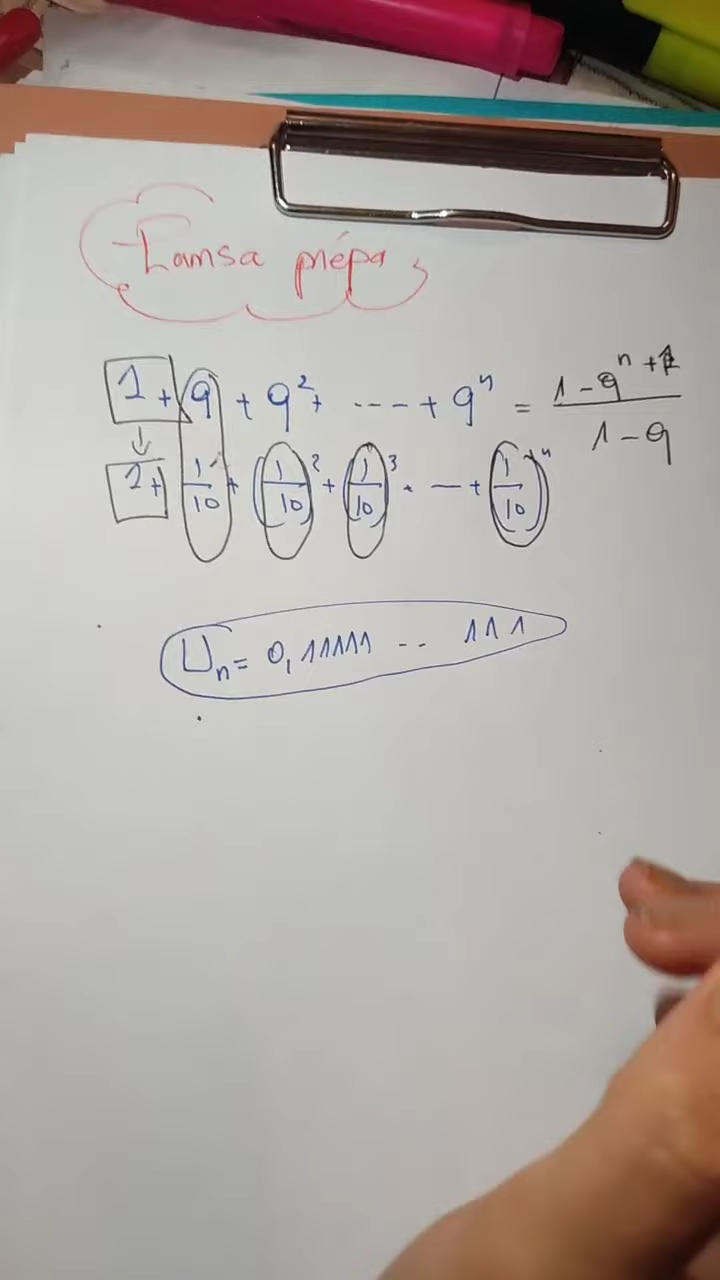 Lamsa prépa
1 + q + q² + ---- + qⁿ = (1 - qⁿ⁺¹)/(1 - q)
1 + 1/10 + (1/10)² + (1/10)³ + --- + (1/10)ⁿ
Uₙ = 0,11111 -- 111